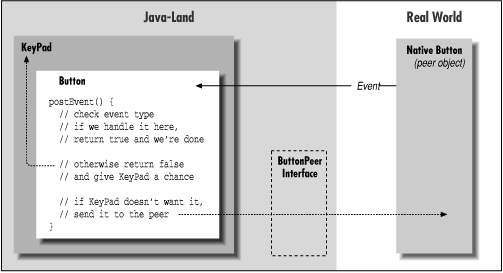 Java-Land
Real World
KeyPad
Native Button
(peer object)
Button
Event
postEvent() {
// check event type
// if we handle it here,
// return true and we're done
// otherwise return false
// and give KeyPad a chance
ButtonPeer
Interface
// if KeyPad doesn't want it,
// send it to the peer
}